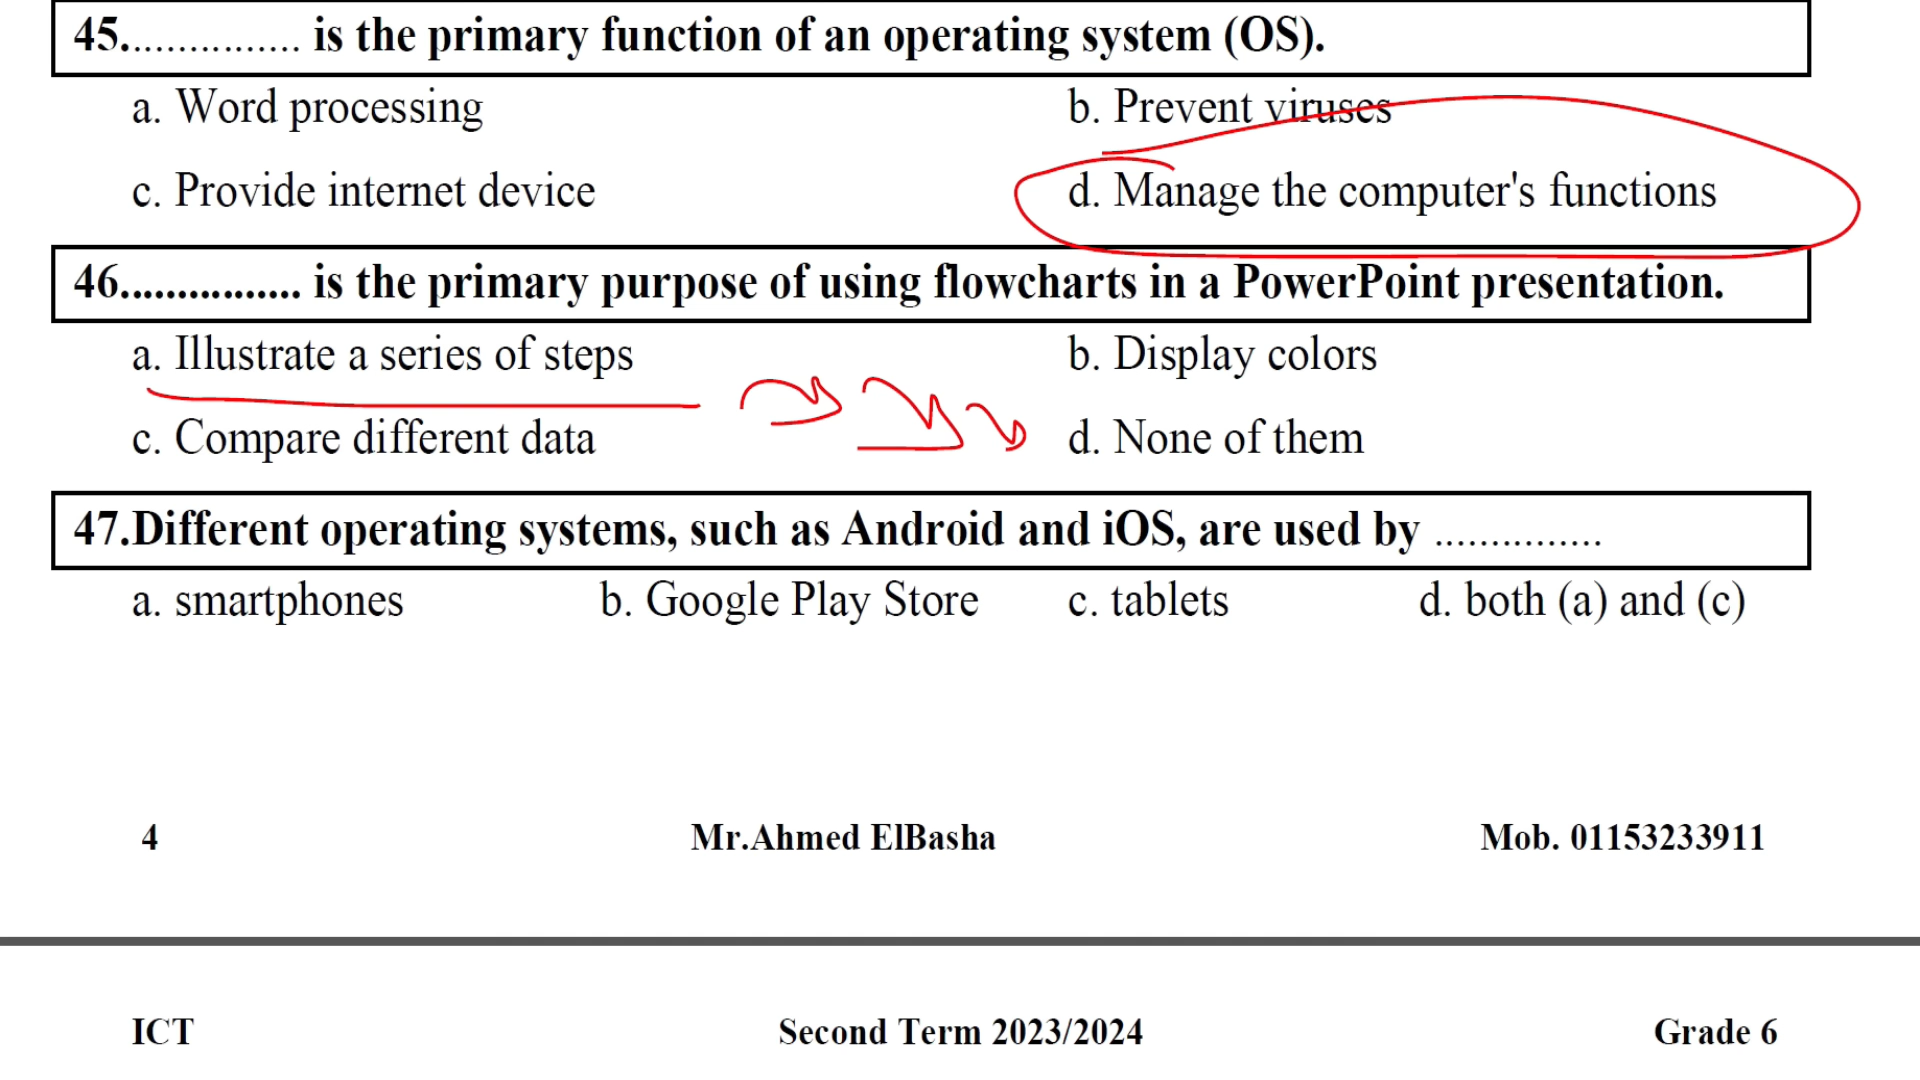 45............... is the primary function of an operating system (OS).
a. Word processing b. Prevent viruses
c. Provide internet device d. Manage the computer's functions
46................ is the primary purpose of using flowcharts in a PowerPoint presentation.
a. Illustrate a series of steps b. Display colors
c. Compare different data d. None of them
47.Different operating systems, such as Android and iOS, are used by ...............
a. smartphones b. Google Play Store c. tablets d. both (a) and (c)
4 Mr.Ahmed ElBasha Mob. 01153233911
ICT Second Term 2023/2024 Grade 6